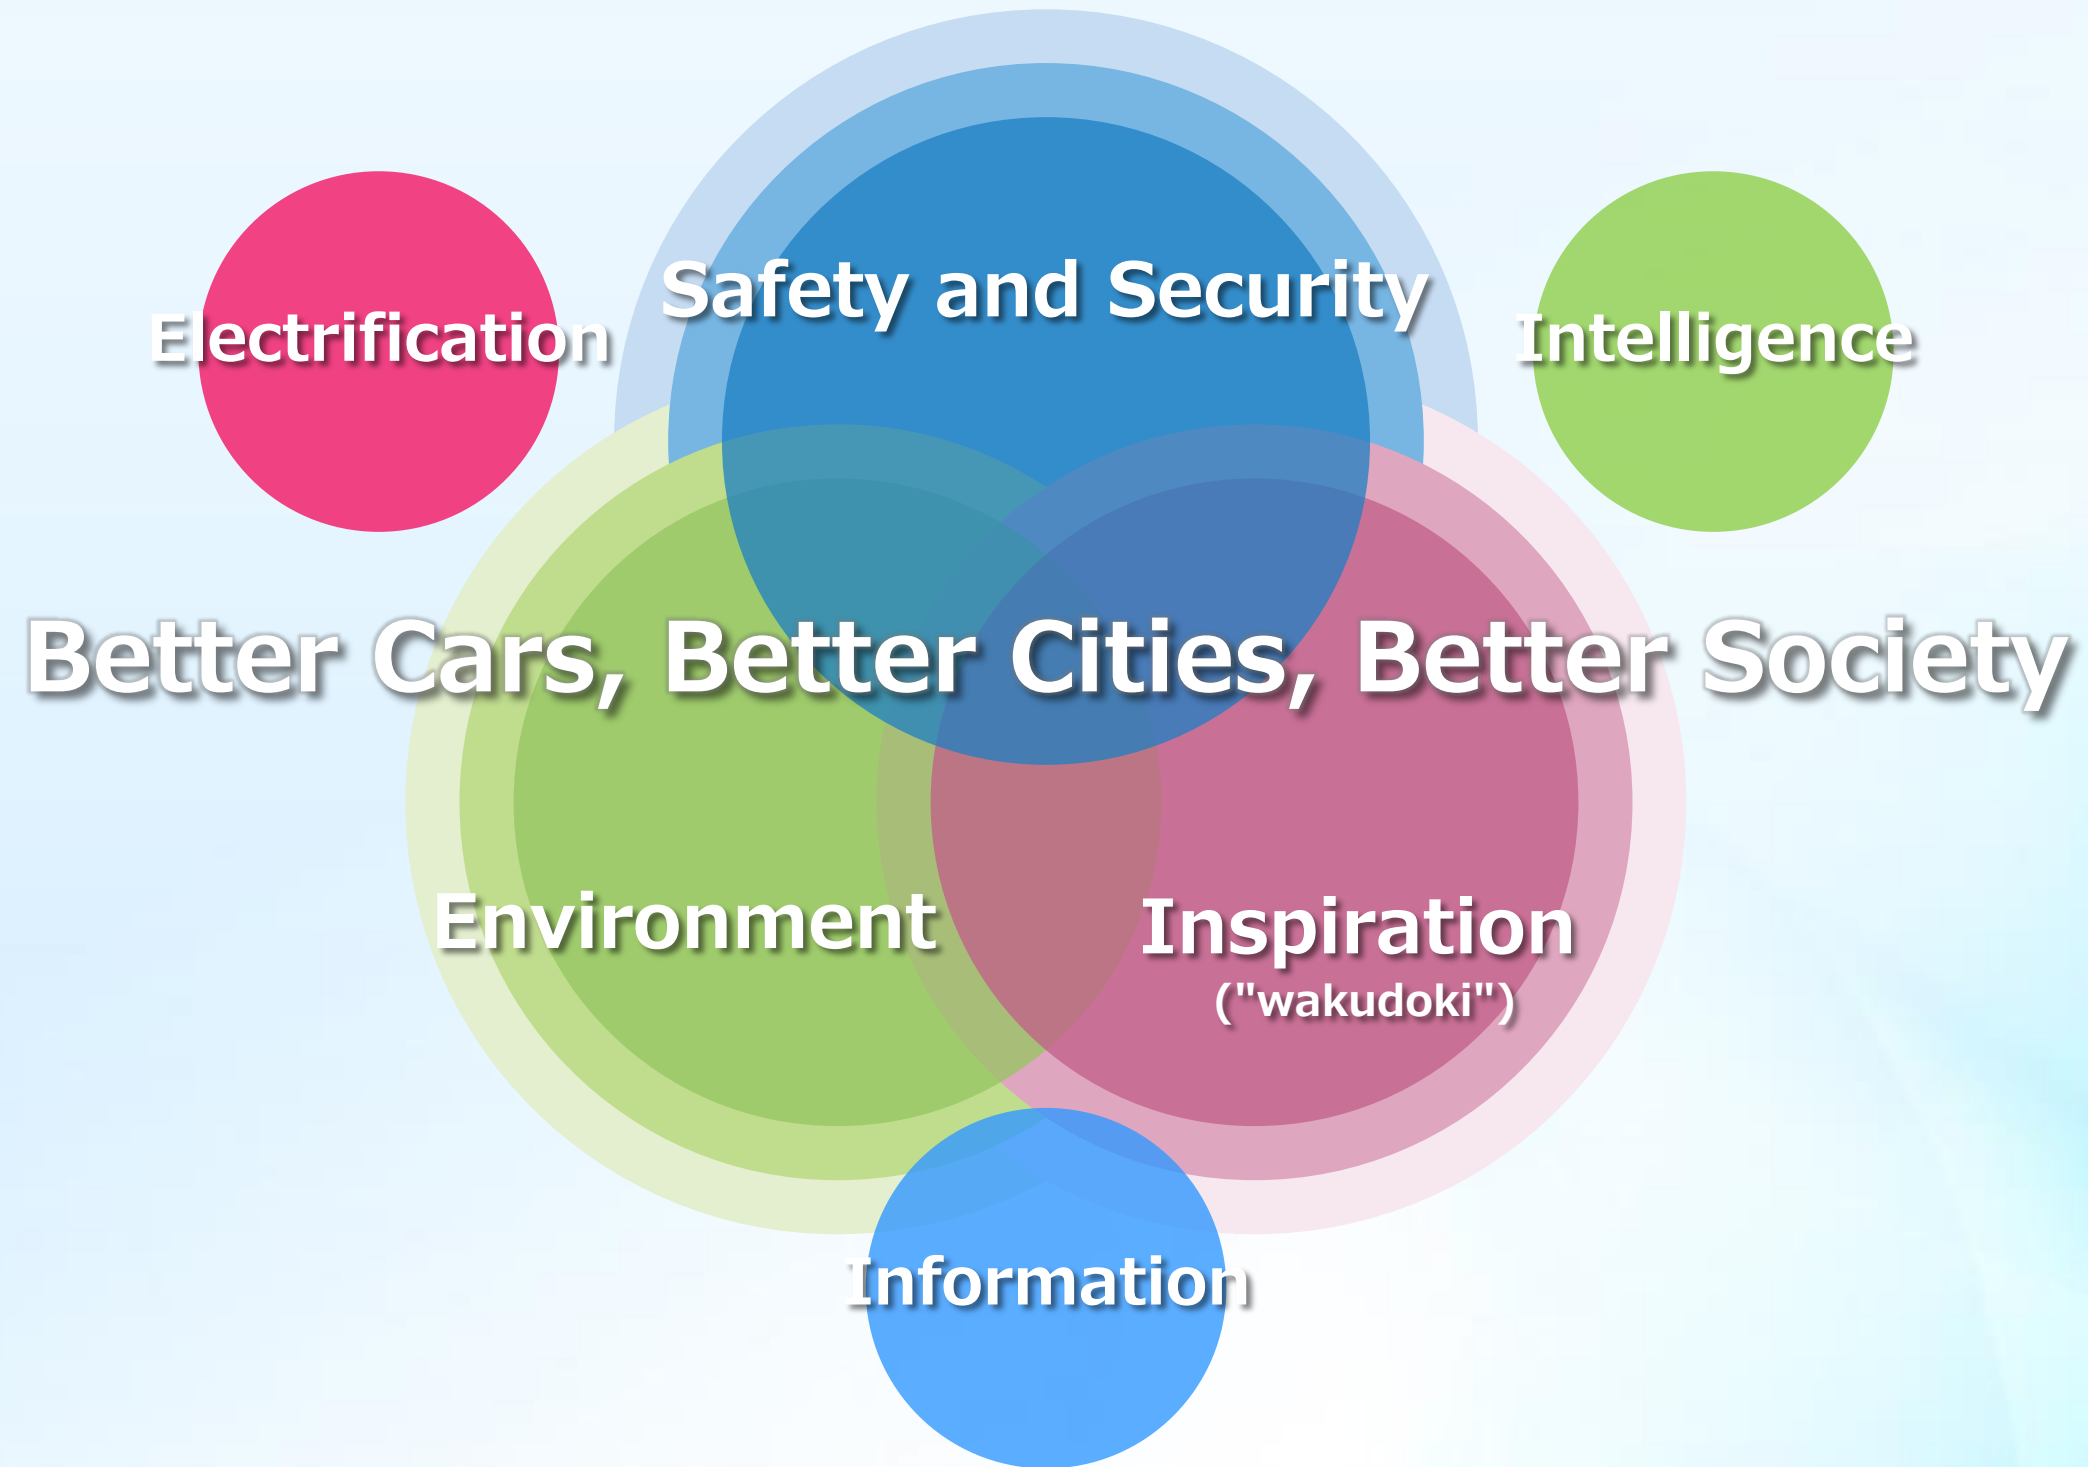 Safety and Security
Electrification
Intelligence
Better Cars, Better Cities, Better Society
Environment
Inspiration
("wakudoki")
Information